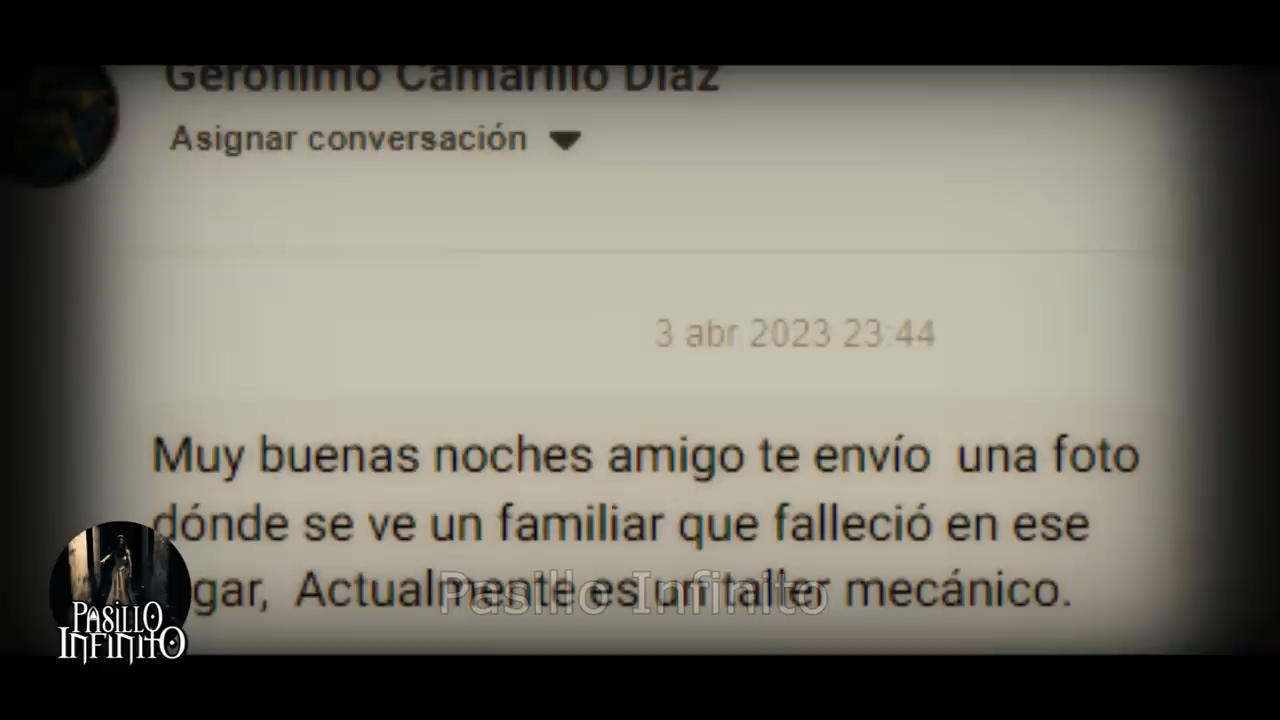 Gerónimo Camarillo Díaz
Asignar conversación
3 abr 2023 23:44
Muy buenas noches amigo te envío una foto
dónde se ve un familiar que falleció en ese
gar, Actualmente es un taller mecánico.
Pasillo Infinito
PASILLO
INFINITO